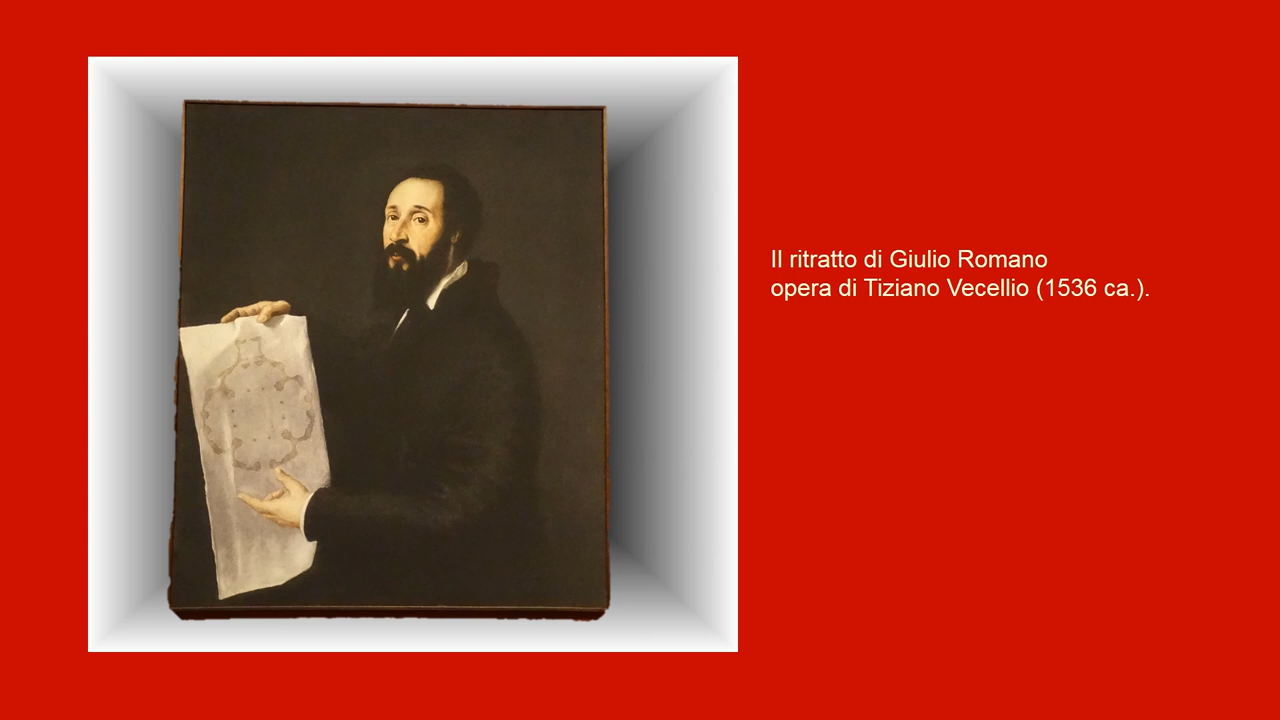 Il ritratto di Giulio Romano
opera di Tiziano Vecellio (1536 ca.).